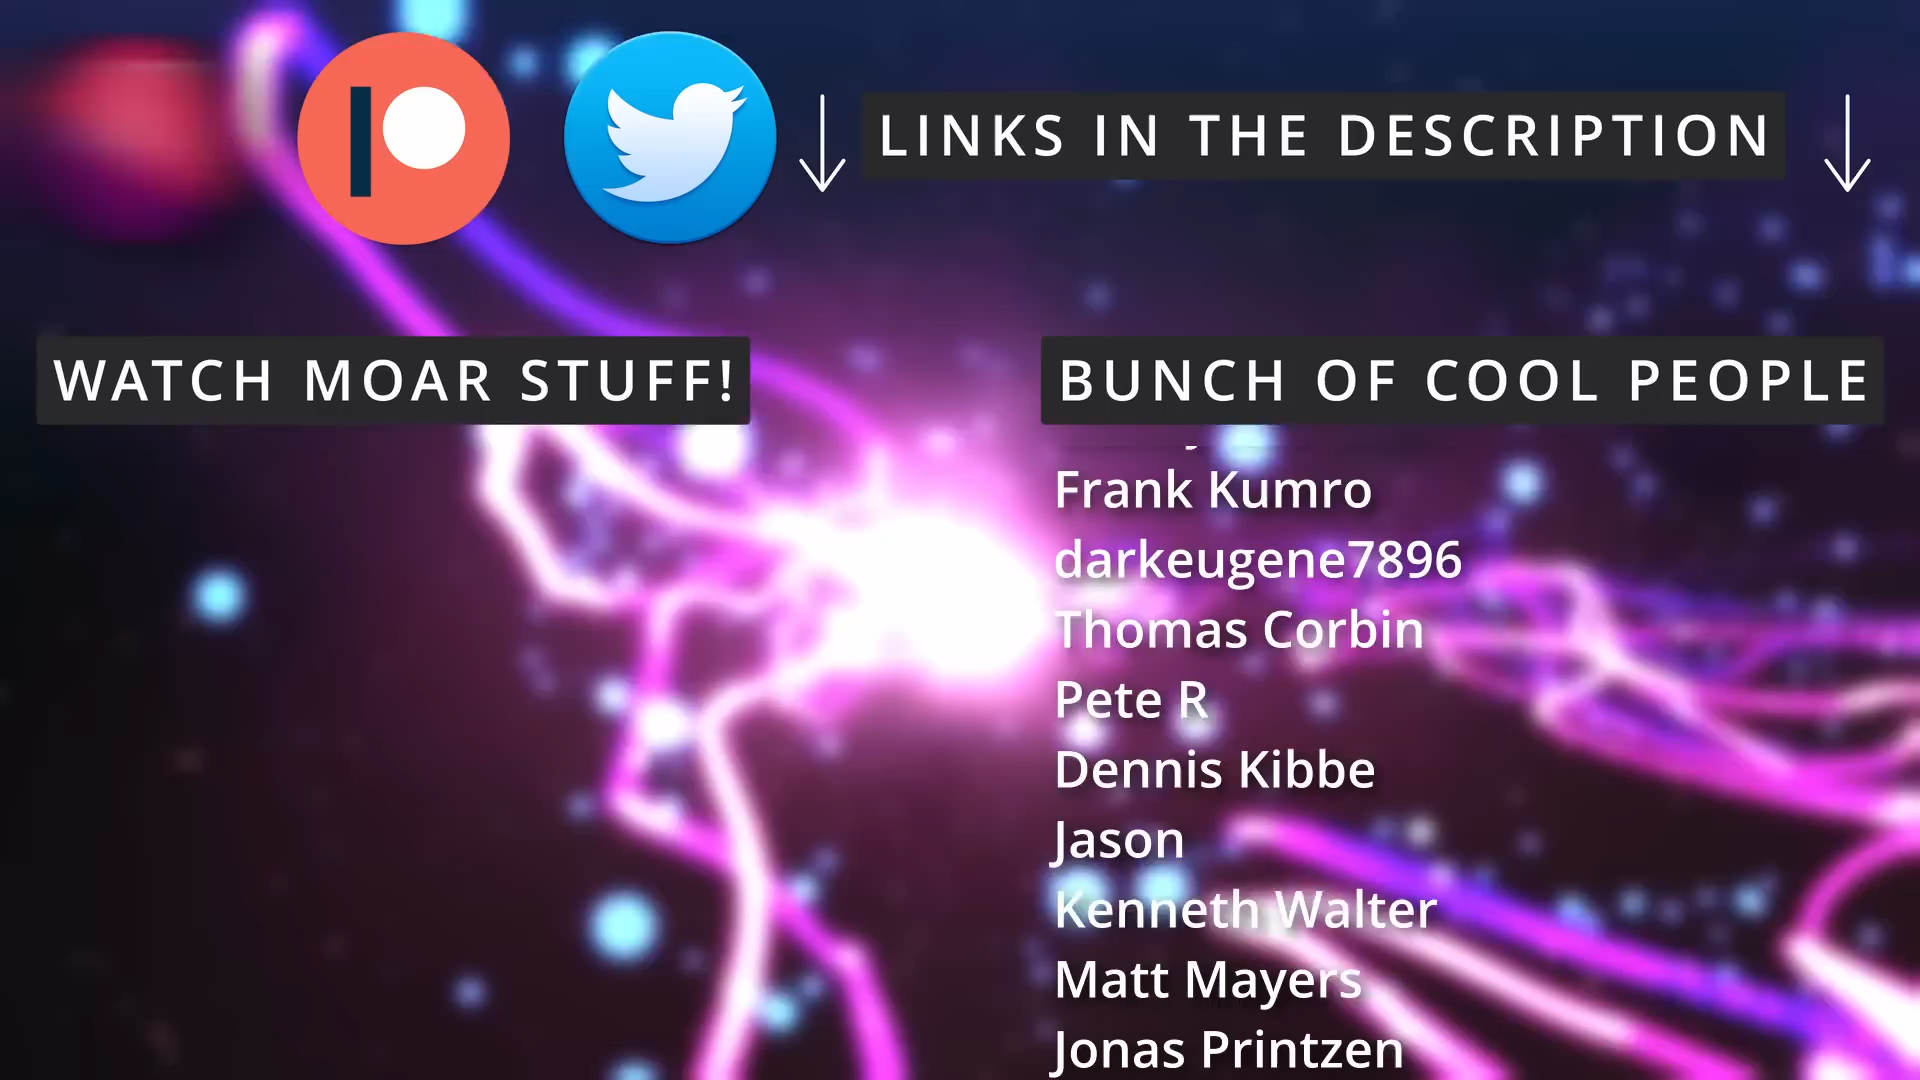 LINKS IN THE DESCRIPTION
WATCH MOAR STUFF!
BUNCH OF COOL PEOPLE
Frank Kumro
darkeugene7896
Thomas Corbin
Pete R
Dennis Kibbe
Jason
Kenneth Walter
Matt Mayers
Jonas Printzen